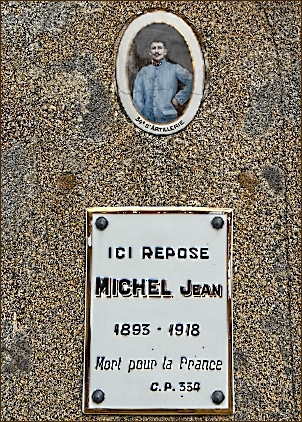 D'ARTILLERIE
ICI REPOSE
MICHEL JEAN
1893 - 1918
Mort pour la France
C.P. 334